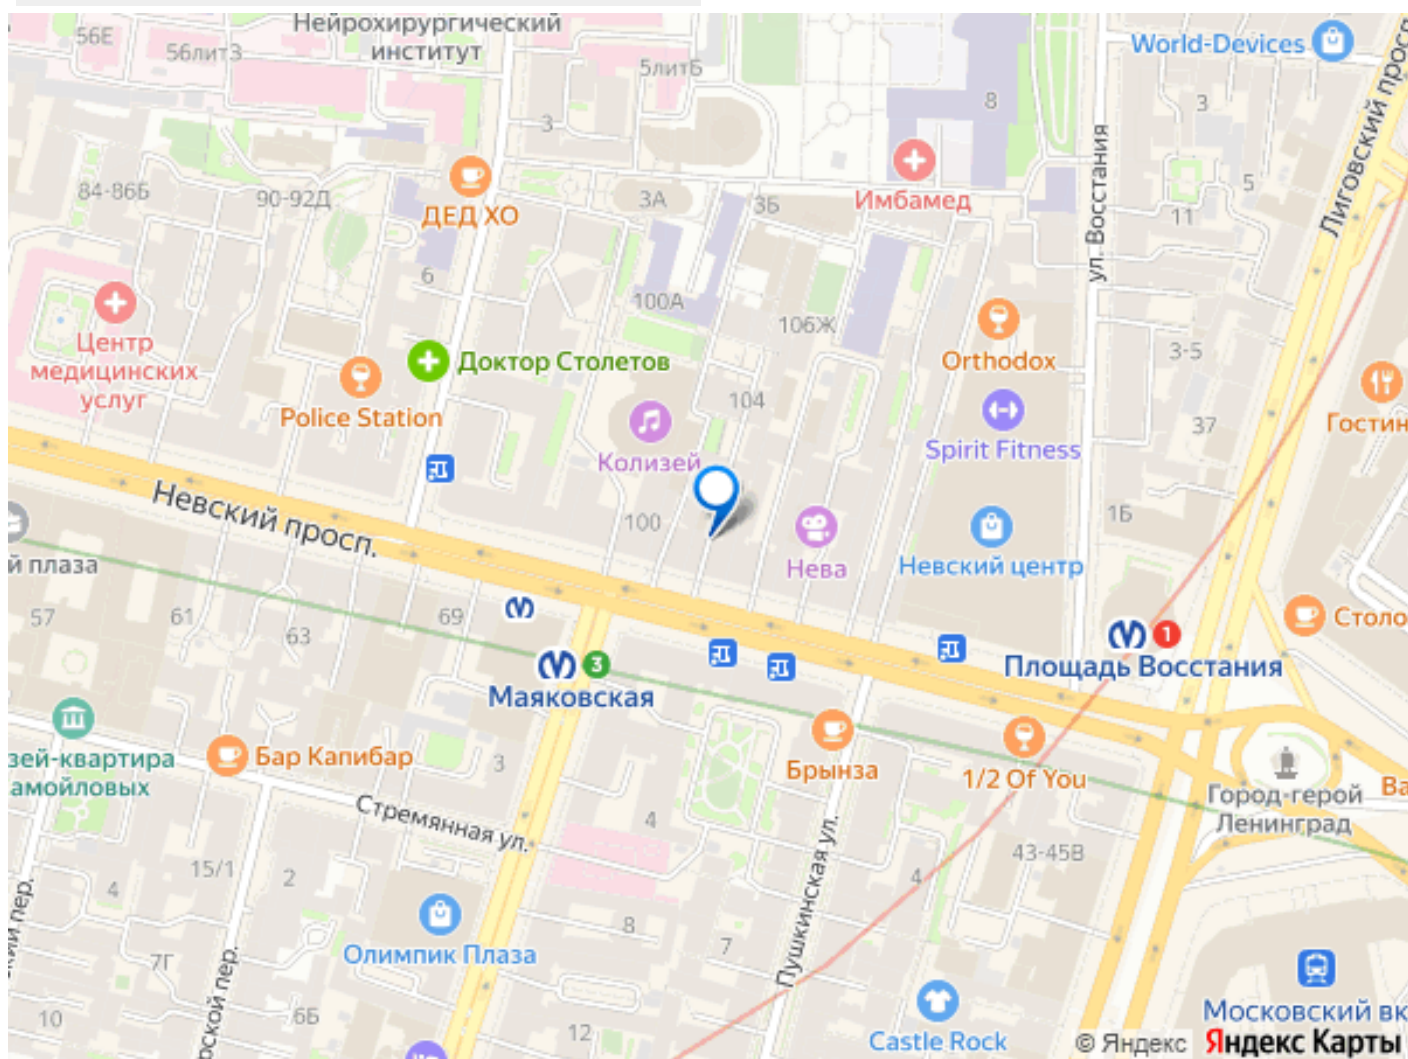 Нейрохирургический
институт
56Е
56литЗ
5литБ
World-Devices
8
3
3
Лиговский просп.
ул. Восстания
84-86Б
90-92Д
ДЕД ХО
3А
3Б
Имбамед
5
11
6
100А
106Ж
Центр
медицинских
услуг
Доктор Столетов
Orthodox
3-5
Police Station
104
Spirit Fitness
37
Гостин
Колизей
Невский просп.
100
1Б
й плаза
Нева
Невский центр
57
61
63
69
3
Маяковская
1
Площадь Восстания
Столо
зей-квартира
амойловых
Бар Капибар
3
Брынза
1/2 Of You
Город-герой
Ленинград
Ва
Стремянная ул.
4
43-45В
15/1
2
4
4
Пушкинская ул.
Олимпик Плаза
8
7
7Г
рской пер.
10
6Б
12
Castle Rock
Московский вк
© Яндекс Яндекс Карты